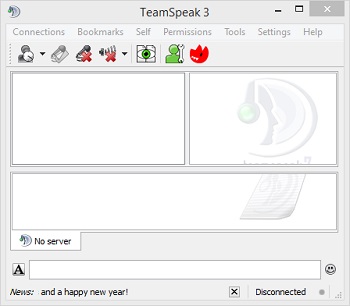 TeamSpeak 3
Connections Bookmarks Self Permissions Tools Settings Help
No server
A
News: and a happy new year! Disconnected